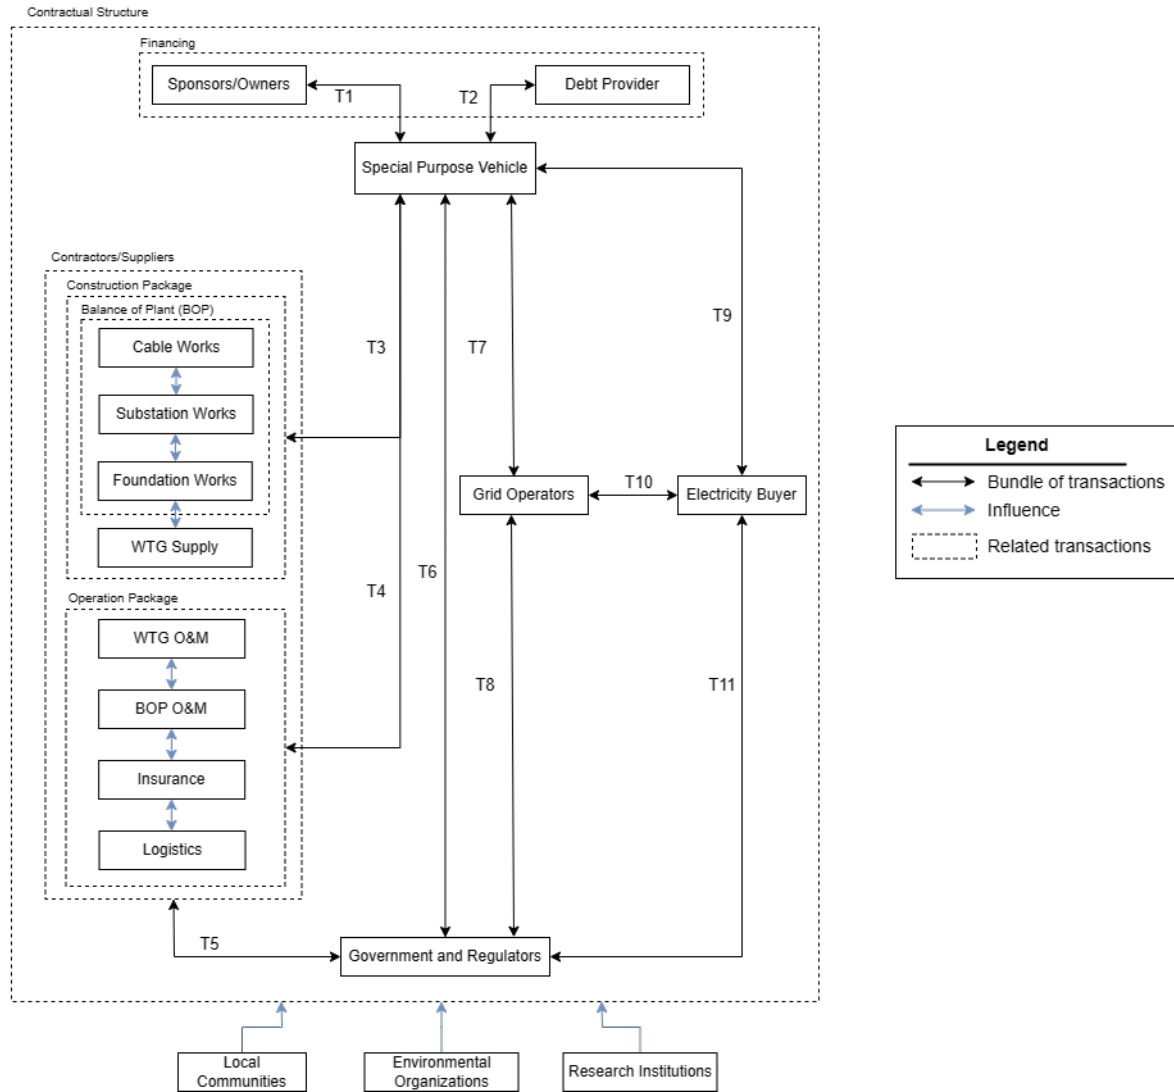 Contractual Structure
Financing
Sponsors/Owners
Debt Provider
T1
T2
Special Purpose Vehicle
Contractors/Suppliers
Construction Package
Balance of Plant (BOP)
Cable Works
Substation Works
Foundation Works
WTG Supply
T3
T7
T9
Grid Operators
T10
Electricity Buyer
T4
T6
Operation Package
WTG O&M
BOP O&M
Insurance
Logistics
T8
T11
T5
Government and Regulators
Local
Communities
Environmental
Organizations
Research Institutions
Legend
Bundle of transactions
Influence
Related transactions